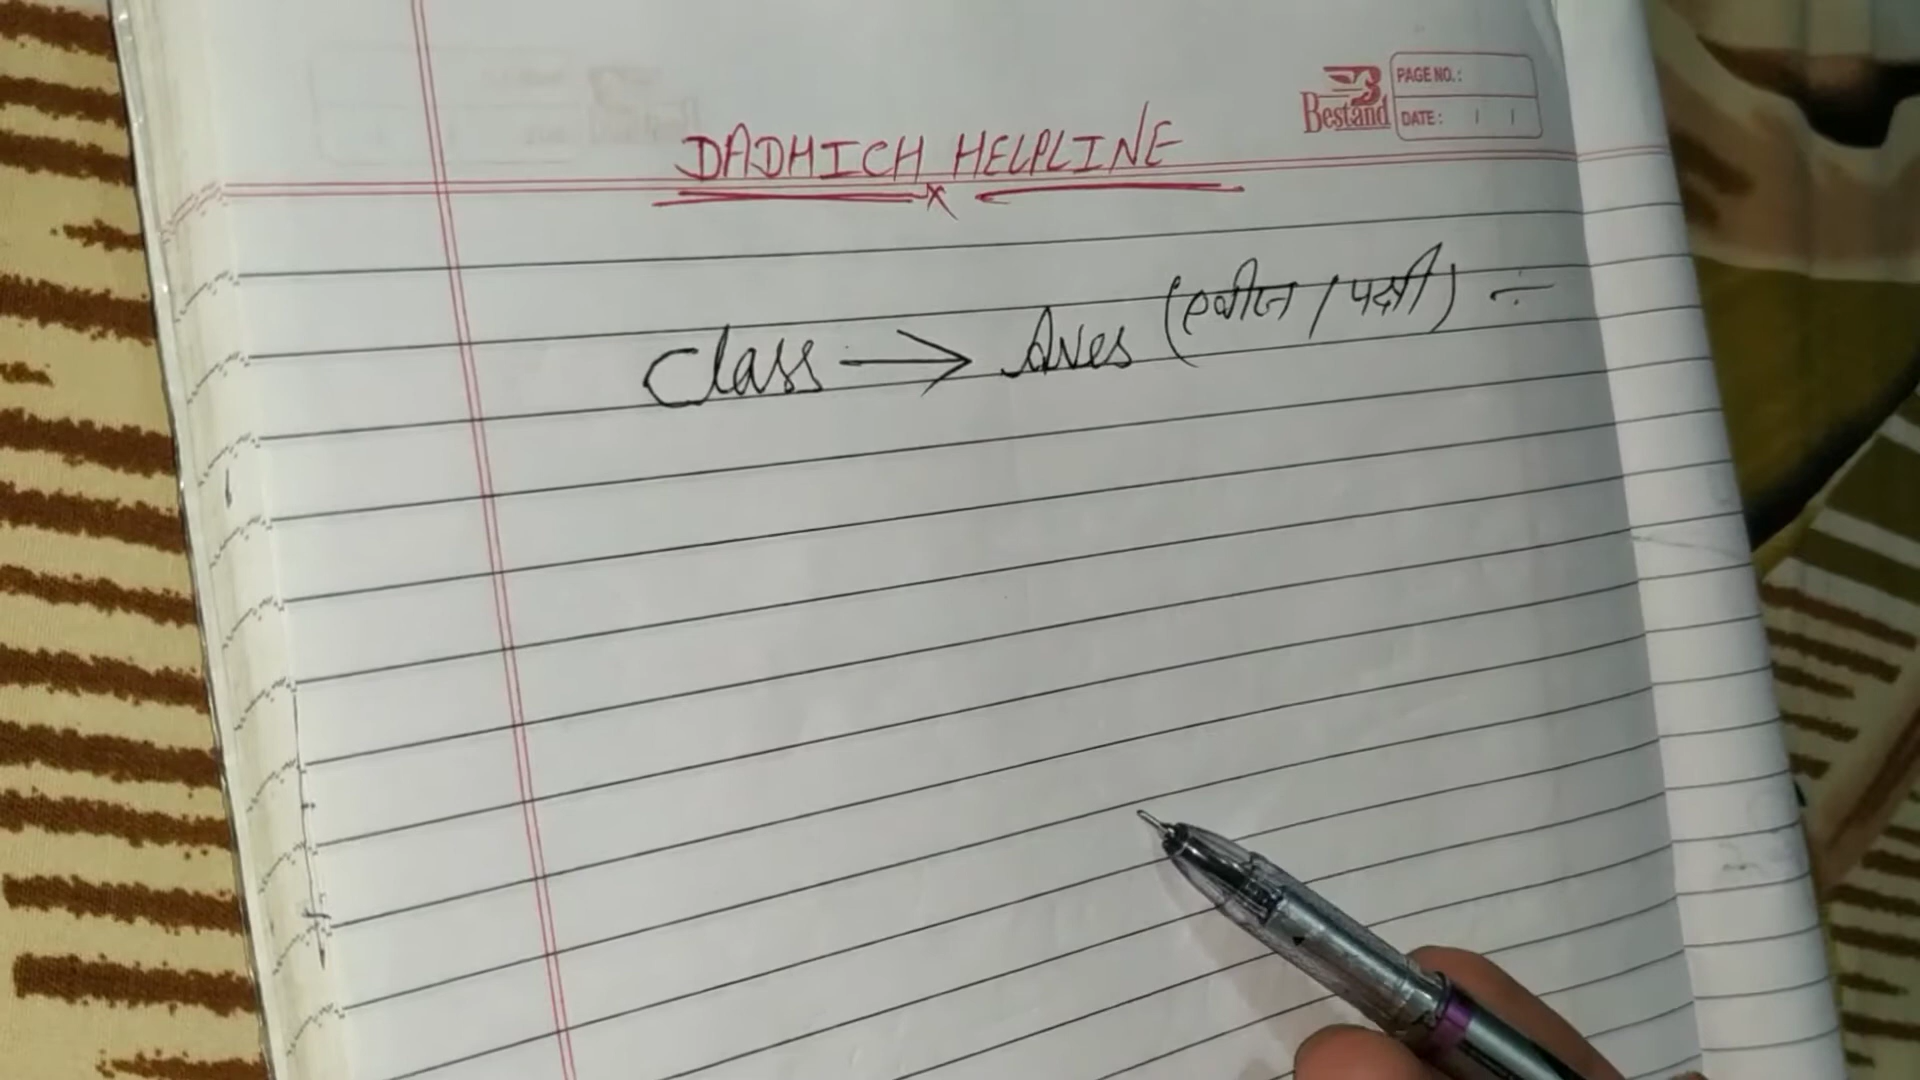 Bestand
PAGE NO.:
DATE: / /
DADHICH HELPLINE
x
Class → Aves (एवीज / पक्षी) ÷